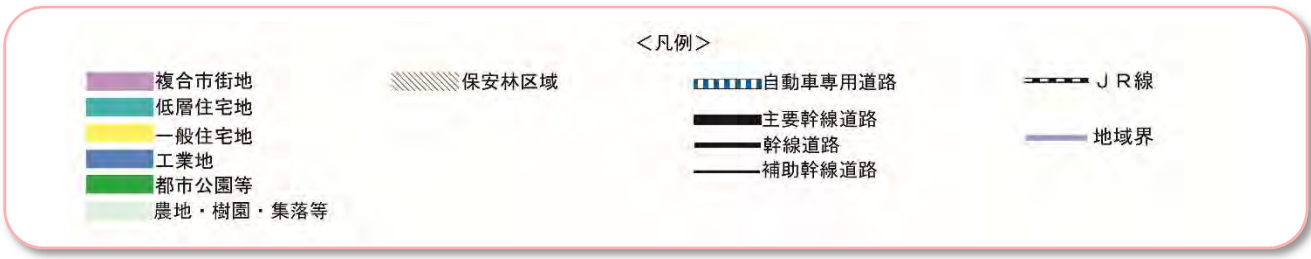 ＜凡例＞
複合市街地
低層住宅地
一般住宅地
工業地
都市公園等
農地・樹園・集落等
保安林区域
自動車専用道路
主要幹線道路
幹線道路
補助幹線道路
ＪＲ線
地域界